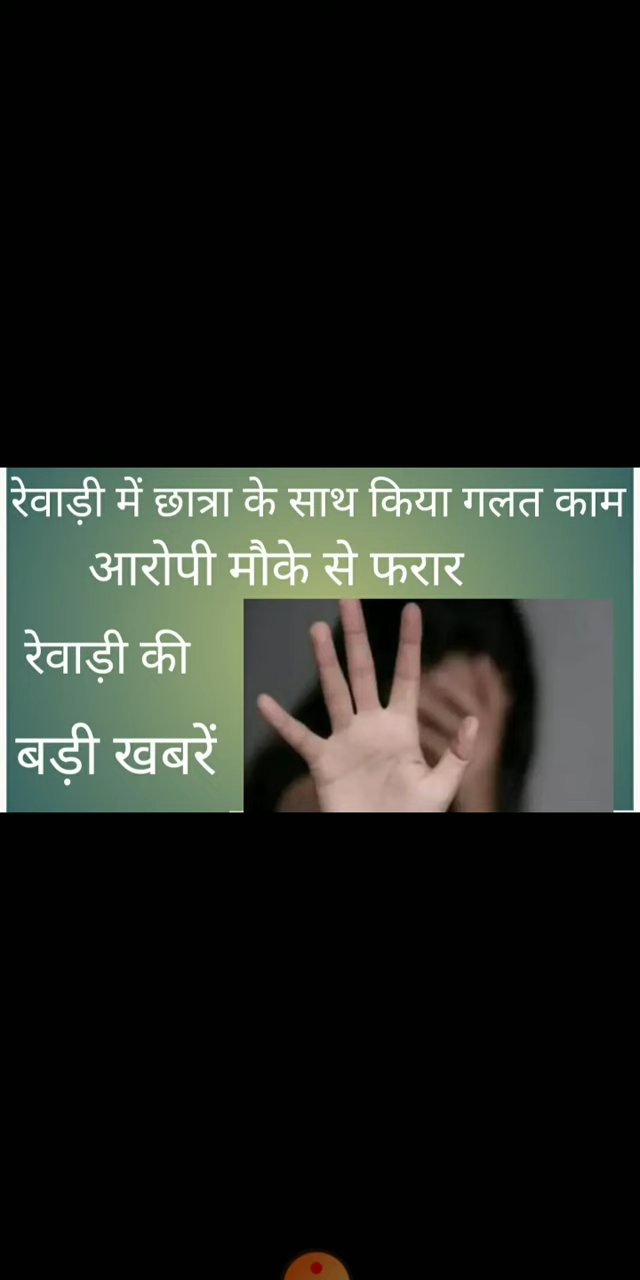 रेवाड़ी में छात्रा के साथ किया गलत काम
आरोपी मौके से फरार
रेवाड़ी की
बड़ी खबरें